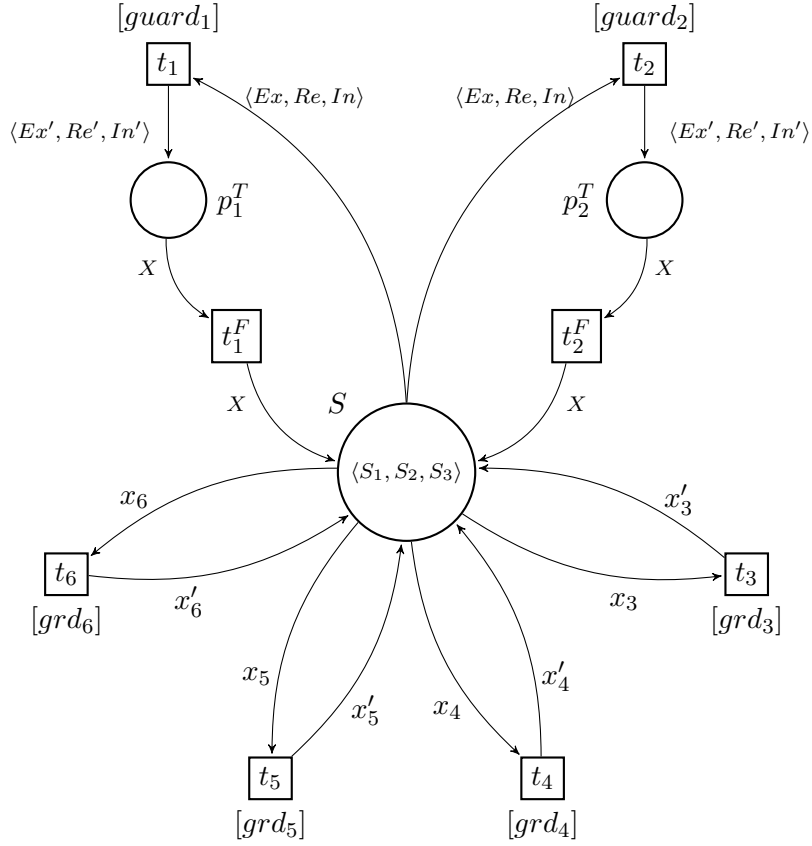 [guard₁]
[guard₂]
t₁
t₂
⟨Ex, Re, In⟩
⟨Ex, Re, In⟩
⟨Ex′, Re′, In′⟩
⟨Ex′, Re′, In′⟩
p₁ᵀ
p₂ᵀ
X
X
t₁ᶠ
t₂ᶠ
X
X
S
⟨S₁, S₂, S₃⟩
x₆
x′₃
t₆
t₃
x′₆
x₃
[grd₆]
[grd₃]
x₅
x′₅
x₄
x′₄
t₅
t₄
[grd₅]
[grd₄]